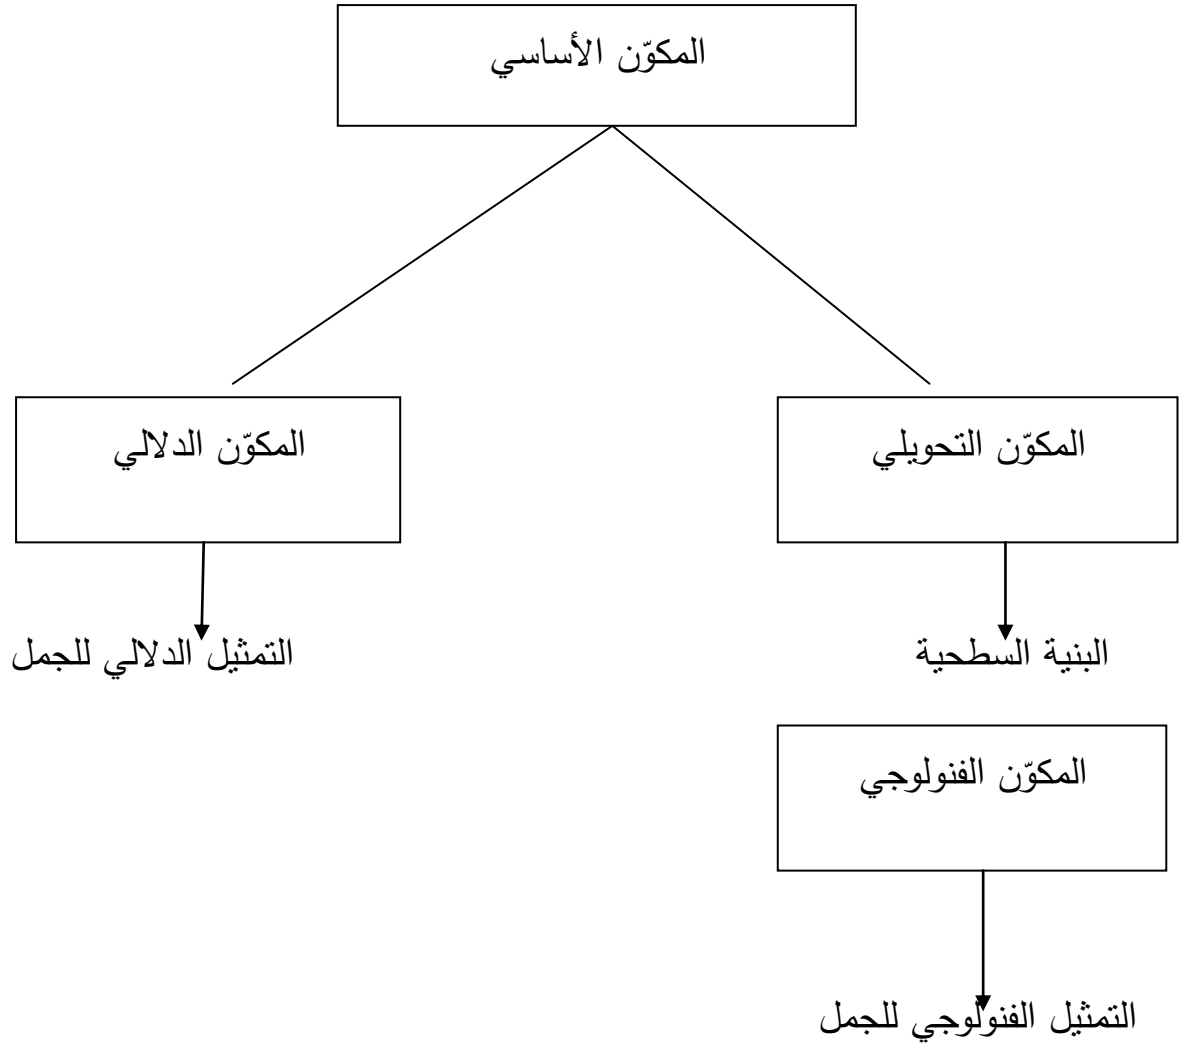 المكوّن الأساسي
المكوّن التحويلي
المكوّن الدلالي
البنية السطحية
التمثيل الدلالي للجمل
المكوّن الفنولوجي
التمثيل الفنولوجي للجمل